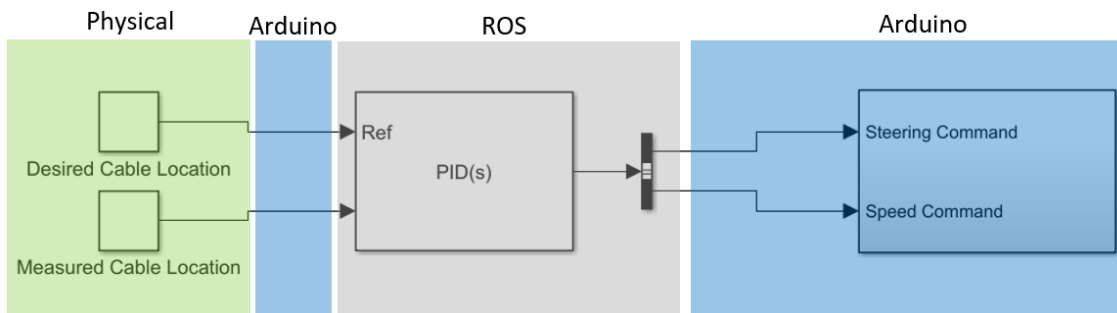 Physical
Arduino
ROS
Arduino
Desired Cable Location
Measured Cable Location
Ref
PID(s)
Steering Command
Speed Command